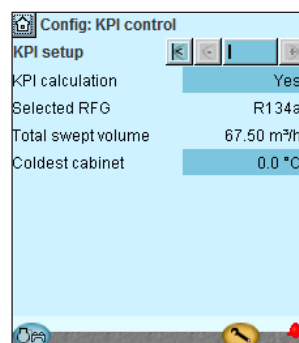 Config: KPI control
KPI setup
KPI calculation Yes
Selected RFG R134a
Total swept volume 67.50 m³/h
Coldest cabinet 0.0 °C